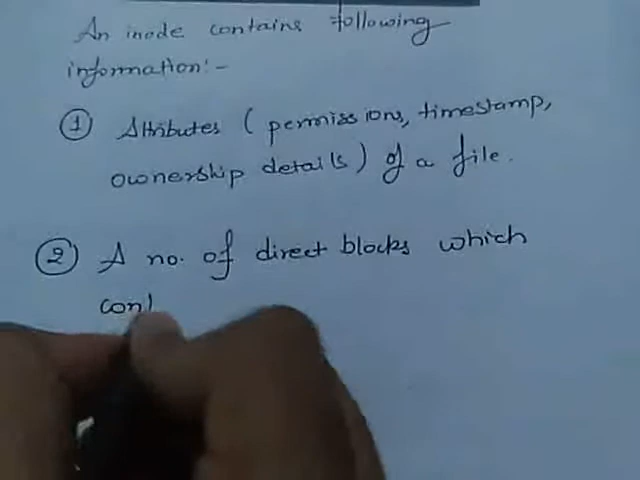 An inode contains following
information:-
① Attributes ( permissions, timestamp,
ownership details) of a file.
② A no. of direct blocks which